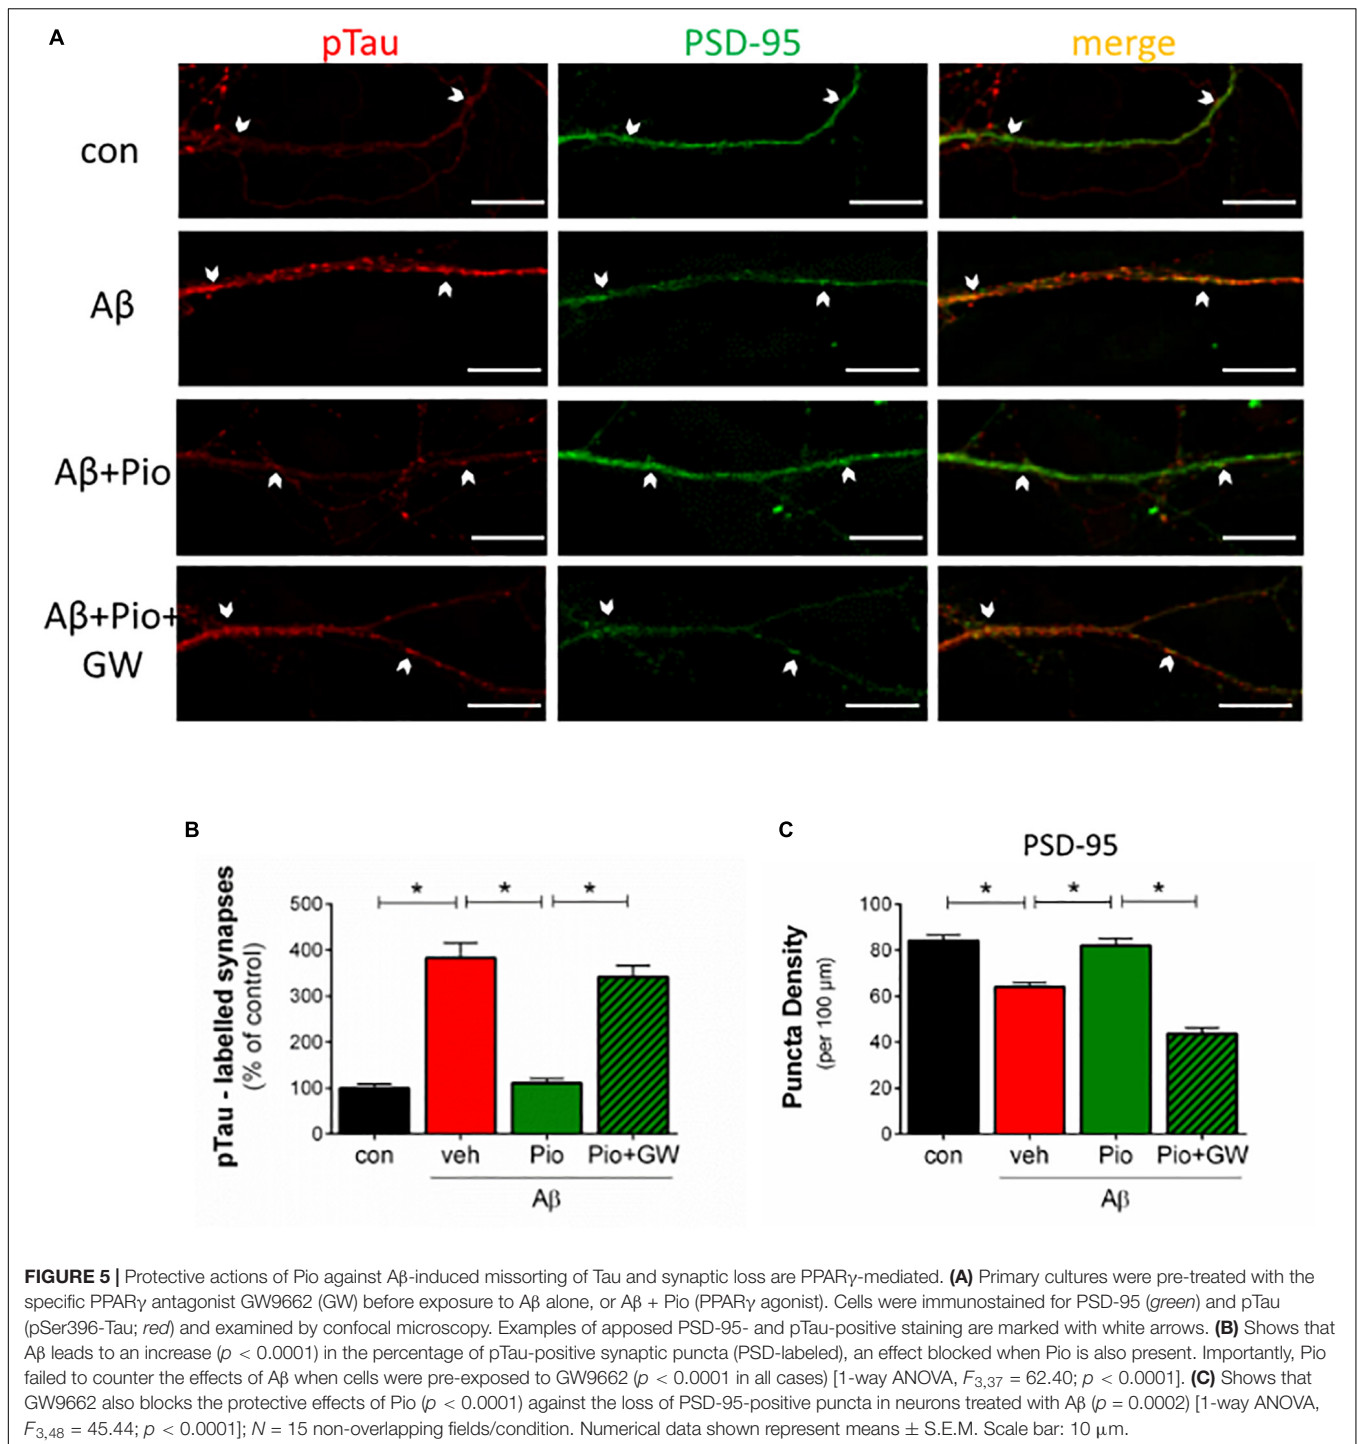 A
pTau PSD-95 merge
con
Aβ
Aβ+Pio
Aβ+Pio+
GW
B
pTau - labelled synapses
(% of control)
500
400
300
200
100
0
* * *
con veh Pio Pio+GW
Aβ
C
PSD-95
Puncta Density
(per 100 µm)
100
80
60
40
20
0
* * *
con veh Pio Pio+GW
Aβ
FIGURE 5 | Protective actions of Pio against Aβ-induced missorting of Tau and synaptic loss are PPARγ-mediated. (A) Primary cultures were pre-treated with the
specific PPARγ antagonist GW9662 (GW) before exposure to Aβ alone, or Aβ + Pio (PPARγ agonist). Cells were immunostained for PSD-95 (green) and pTau
(pSer396-Tau; red) and examined by confocal microscopy. Examples of apposed PSD-95- and pTau-positive staining are marked with white arrows. (B) Shows that
Aβ leads to an increase (p < 0.0001) in the percentage of pTau-positive synaptic puncta (PSD-labeled), an effect blocked when Pio is also present. Importantly, Pio
failed to counter the effects of Aβ when cells were pre-exposed to GW9662 (p < 0.0001 in all cases) [1-way ANOVA, F3,37 = 62.40; p < 0.0001]. (C) Shows that
GW9662 also blocks the protective effects of Pio (p < 0.0001) against the loss of PSD-95-positive puncta in neurons treated with Aβ (p = 0.0002) [1-way ANOVA,
F3,48 = 45.44; p < 0.0001]; N = 15 non-overlapping fields/condition. Numerical data shown represent means ± S.E.M. Scale bar: 10 µm.